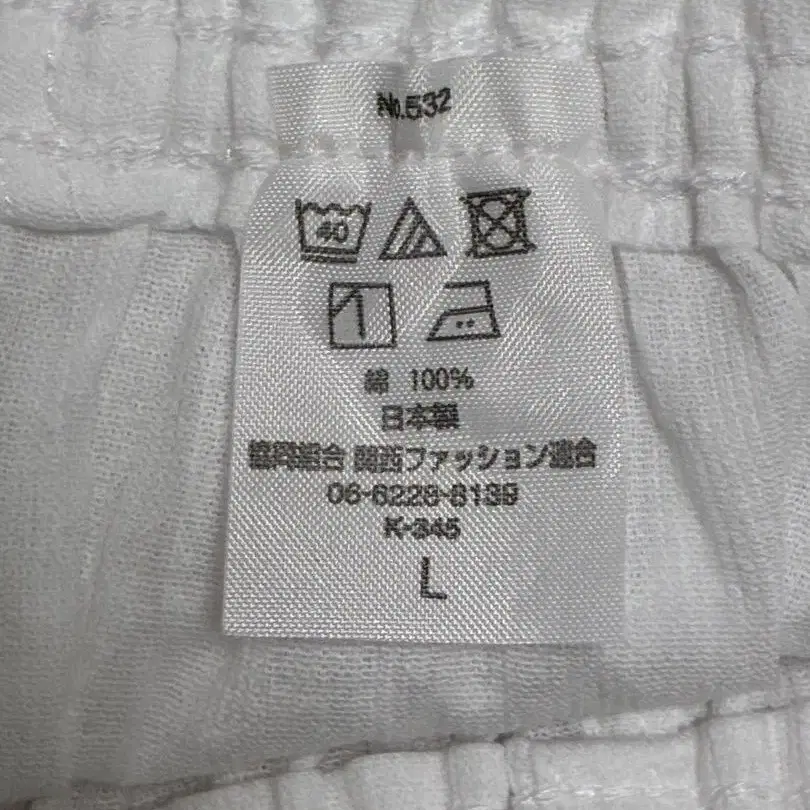 No.532
40
綿 100%
日本製
協同組合 関西ファッション連合
06-6228-8139
K-345
L